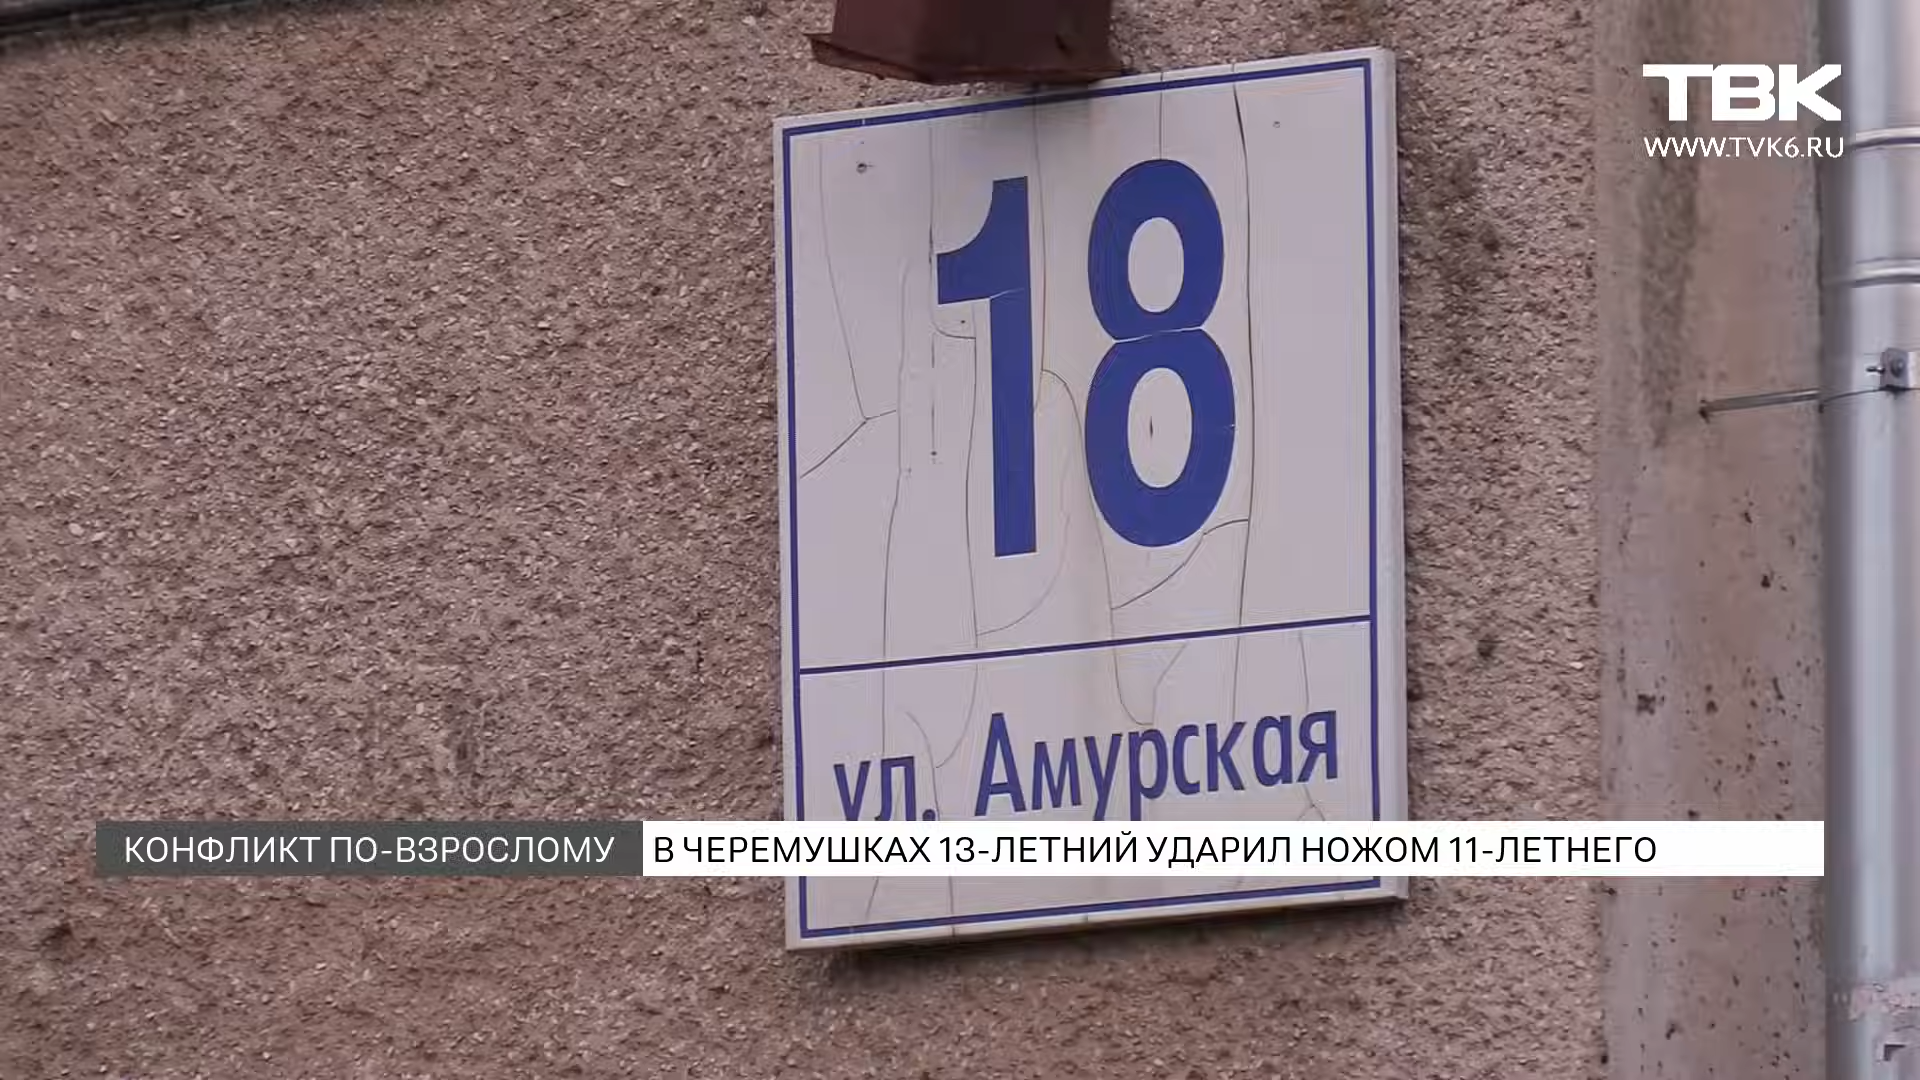 ТВК
WWW.TVK6.RU
18
ул. Амурская
КОНФЛИКТ ПО-ВЗРОСЛОМУ В ЧЕРЕМУШКАХ 13-ЛЕТНИЙ УДАРИЛ НОЖОМ 11-ЛЕТНЕГО